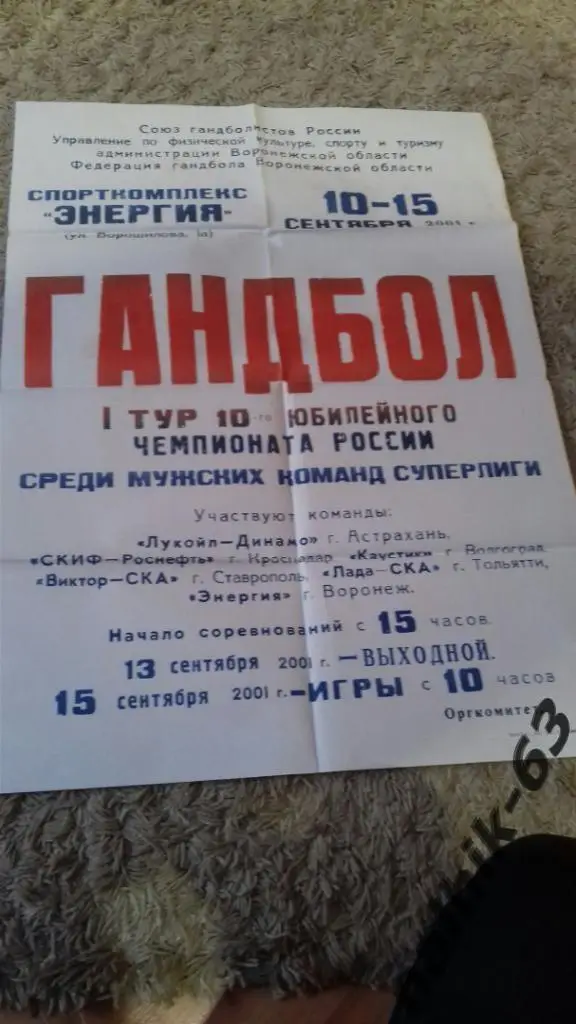 Союз гандболистов России
Управление по физической культуре, спорту и туризму
администрации Воронежской области
Федерация гандбола Воронежской области
СПОРТКОМПЛЕКС
"ЭНЕРГИЯ"
(ул. Ворошилова, 1а)
10-15
СЕНТЯБРЯ 2001 г.
ГАНДБОЛ
I ТУР 10-го ЮБИЛЕЙНОГО
ЧЕМПИОНАТА РОССИИ
СРЕДИ МУЖСКИХ КОМАНД СУПЕРЛИГИ
Участвуют команды:
«Лукойл-Динамо» г. Астрахань,
«СКИФ-Роснефть» г. Краснодар, «Каустик» г. Волгоград,
«Виктор-СКА» г. Ставрополь, «Лада-СКА» г. Тольятти,
«Энергия» г. Воронеж.
Начало соревнований с 15 часов.
13 сентября 2001 г. -ВЫХОДНОЙ.
15 сентября 2001 г.-ИГРЫ с 10 часов
Оргкомитет